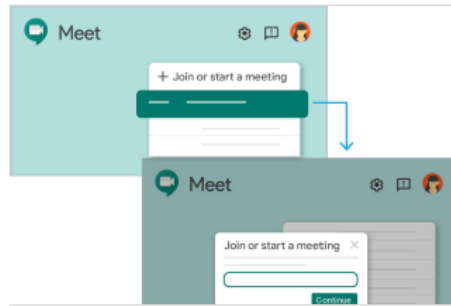 Meet
+ Join or start a meeting
Meet
Join or start a meeting
Continue